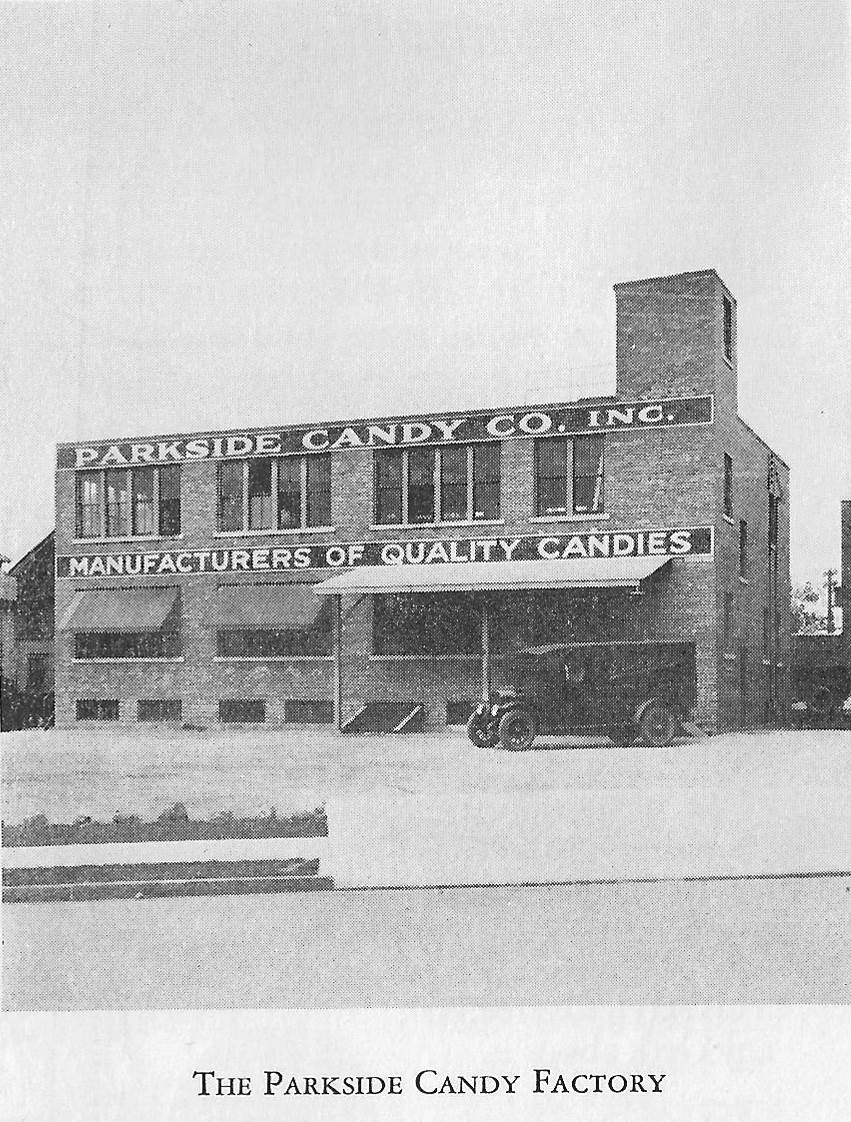 PARKSIDE CANDY CO. INC.
MANUFACTURERS OF QUALITY CANDIES
THE PARKSIDE CANDY FACTORY